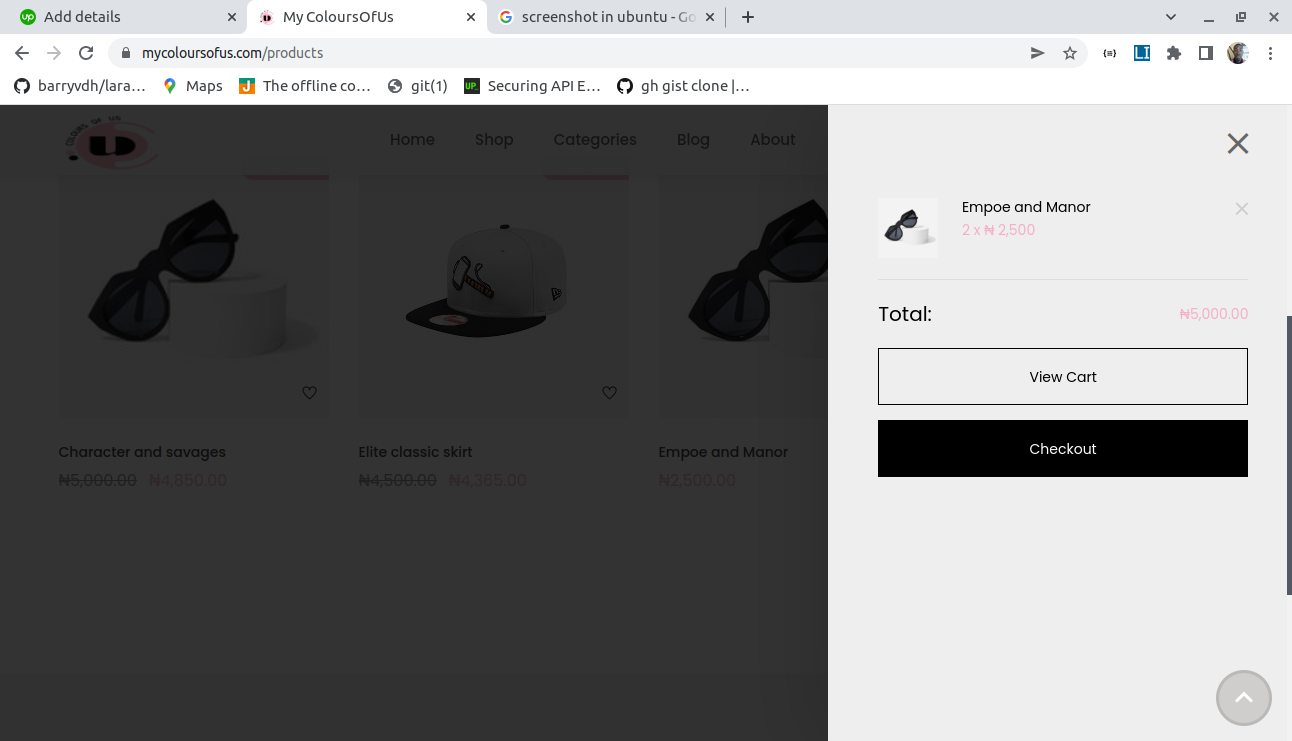 Add details
My ColoursOfUs
screenshot in ubuntu - Go
mycoloursofus.com/products
barryvdh/lara…
Maps
The offline co…
git(1)
Securing API E…
gh gist clone |…
COLOURS OF US
Home
Shop
Categories
Blog
About
Empoe and Manor
2 x ₦ 2,500
Total:
₦5,000.00
View Cart
Checkout
Character and savages
₦5,000.00 ₦4,850.00
Elite classic skirt
₦4,500.00 ₦4,365.00
Empoe and Manor
₦2,500.00